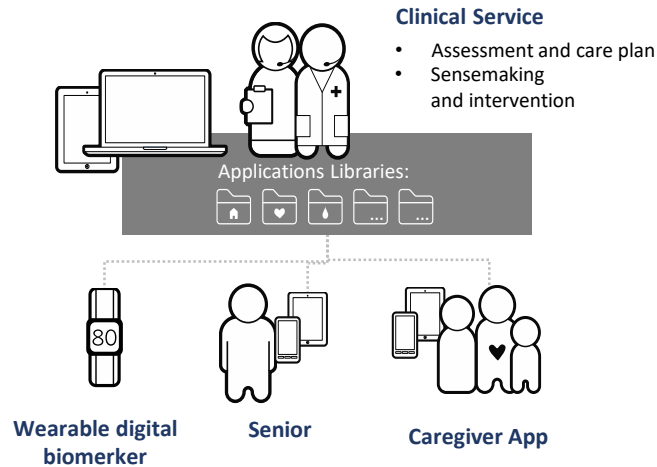 Clinical Service
• Assessment and care plan
• Sensemaking
and intervention
Applications Libraries:
... ...
80
Wearable digital
biomerker
Senior
Caregiver App